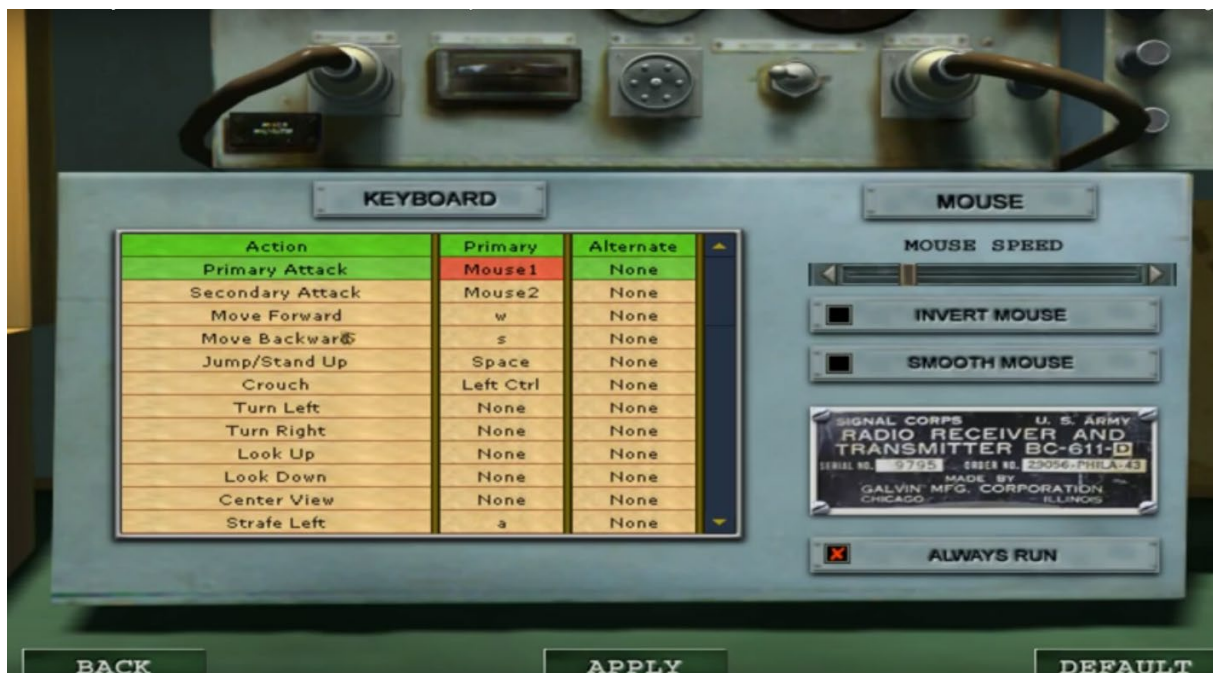 KEYBOARD
MOUSE
Action Primary Alternate
Primary Attack Mouse1 None
Secondary Attack Mouse2 None
Move Forward w None
Move Backward s None
Jump/Stand Up Space None
Crouch Left Ctrl None
Turn Left None None
Turn Right None None
Look Up None None
Look Down None None
Center View None None
Strafe Left a None
MOUSE SPEED
INVERT MOUSE
SMOOTH MOUSE
SIGNAL CORPS U. S. ARMY
RADIO RECEIVER AND
TRANSMITTER BC-611-D
SERIAL NO. 9795 ORDER NO. 29056-PHILA-43
MADE BY
GALVIN MFG. CORPORATION
CHICAGO ILLINOIS
ALWAYS RUN
BACK
APPLY
DEFAULT